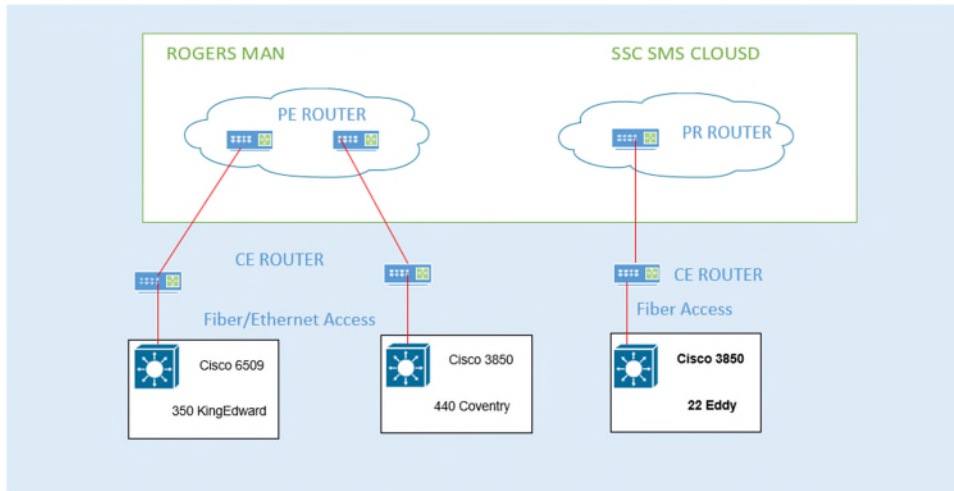 ROGERS MAN
SSC SMS CLOUSD
PE ROUTER
PR ROUTER
CE ROUTER
CE ROUTER
Fiber/Ethernet Access
Fiber Access
Cisco 6509
350 KingEdward
Cisco 3850
440 Coventry
Cisco 3850
22 Eddy